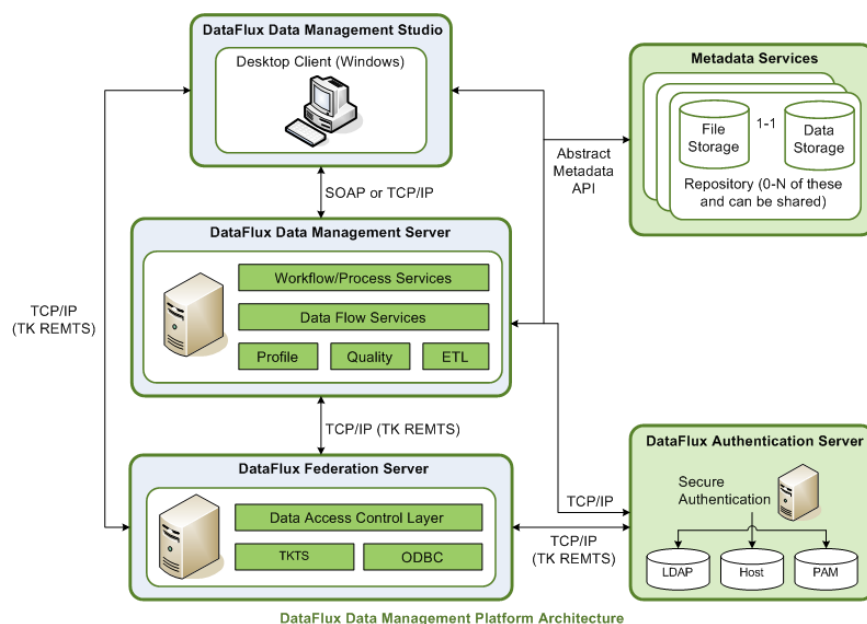 DataFlux Data Management Studio
Desktop Client (Windows)
Metadata Services
File
Storage
1-1
Data
Storage
Repository (0-N of these
and can be shared)
Abstract
Metadata
API
SOAP or TCP/IP
DataFlux Data Management Server
Workflow/Process Services
Data Flow Services
Profile
Quality
ETL
TCP/IP
(TK REMTS)
TCP/IP (TK REMTS)
DataFlux Federation Server
Data Access Control Layer
TKTS
ODBC
TCP/IP
TCP/IP
(TK REMTS)
DataFlux Authentication Server
Secure
Authentication
LDAP
Host
PAM
DataFlux Data Management Platform Architecture